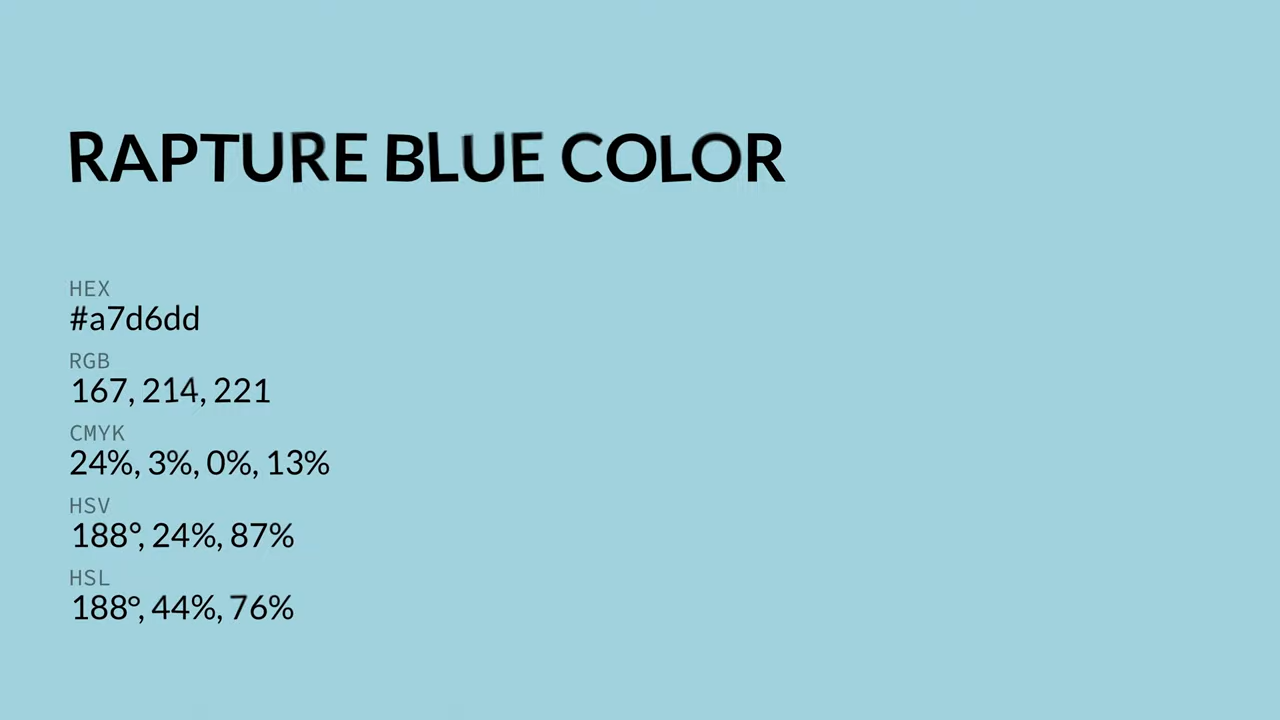 RAPTURE BLUE COLOR
HEX
#a7d6dd
RGB
167, 214, 221
CMYK
24%, 3%, 0%, 13%
HSV
188°, 24%, 87%
HSL
188°, 44%, 76%